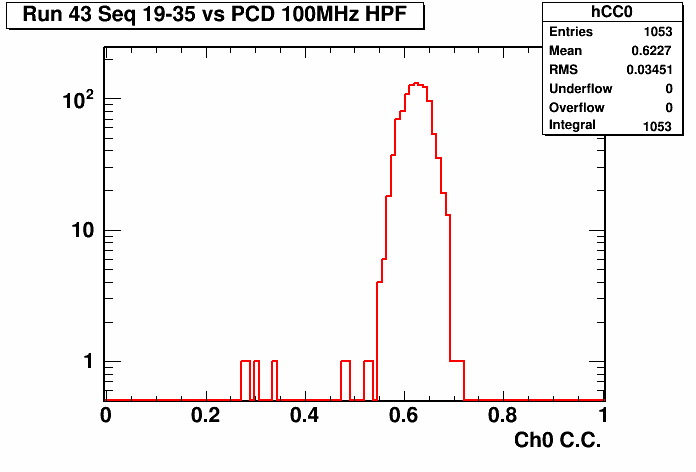 Run 43 Seq 19-35 vs PCD 100MHz HPF
hCC0
Entries 1053
Mean 0.6227
RMS 0.03451
Underflow 0
Overflow 0
Integral 1053
10²
10
1
0 0.2 0.4 0.6 0.8 1
Ch0 C.C.